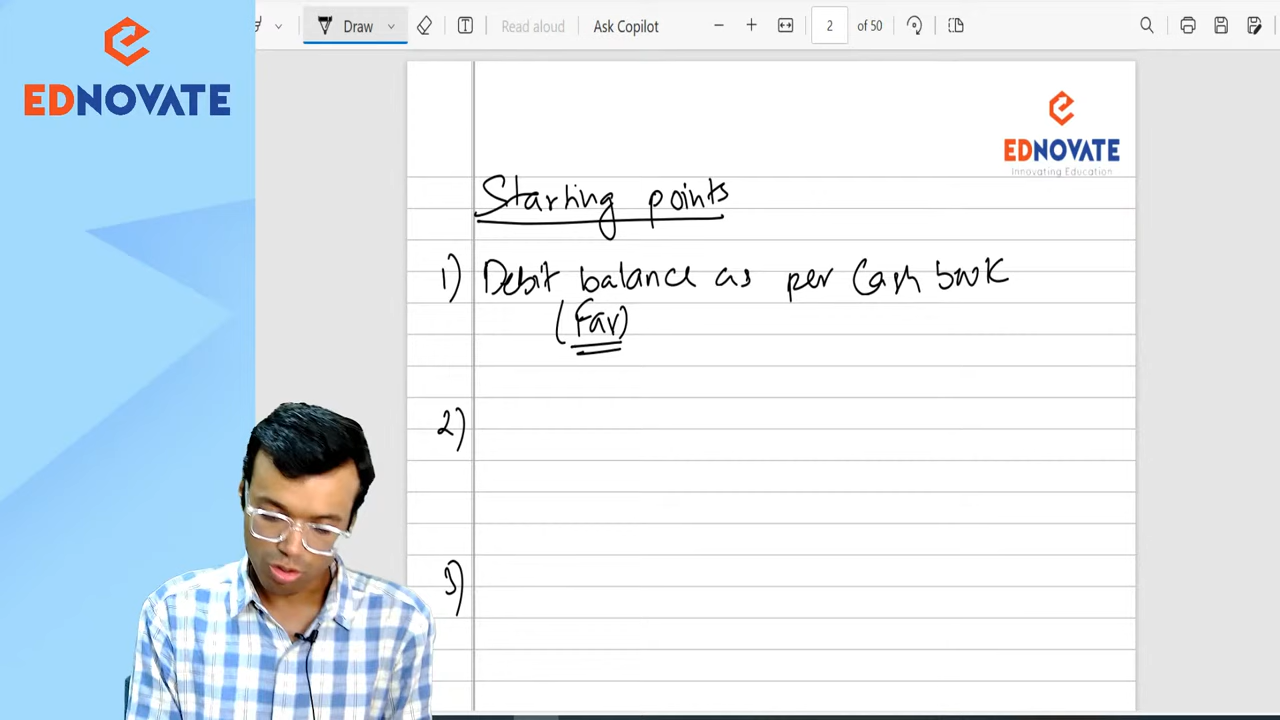 EDNOVATE
Draw
Read aloud
Ask Copilot
2 of 50
EDNOVATE
Innovating Education
Starting points
1) Debit balance as per Cash book
(Fav)
2)
3)